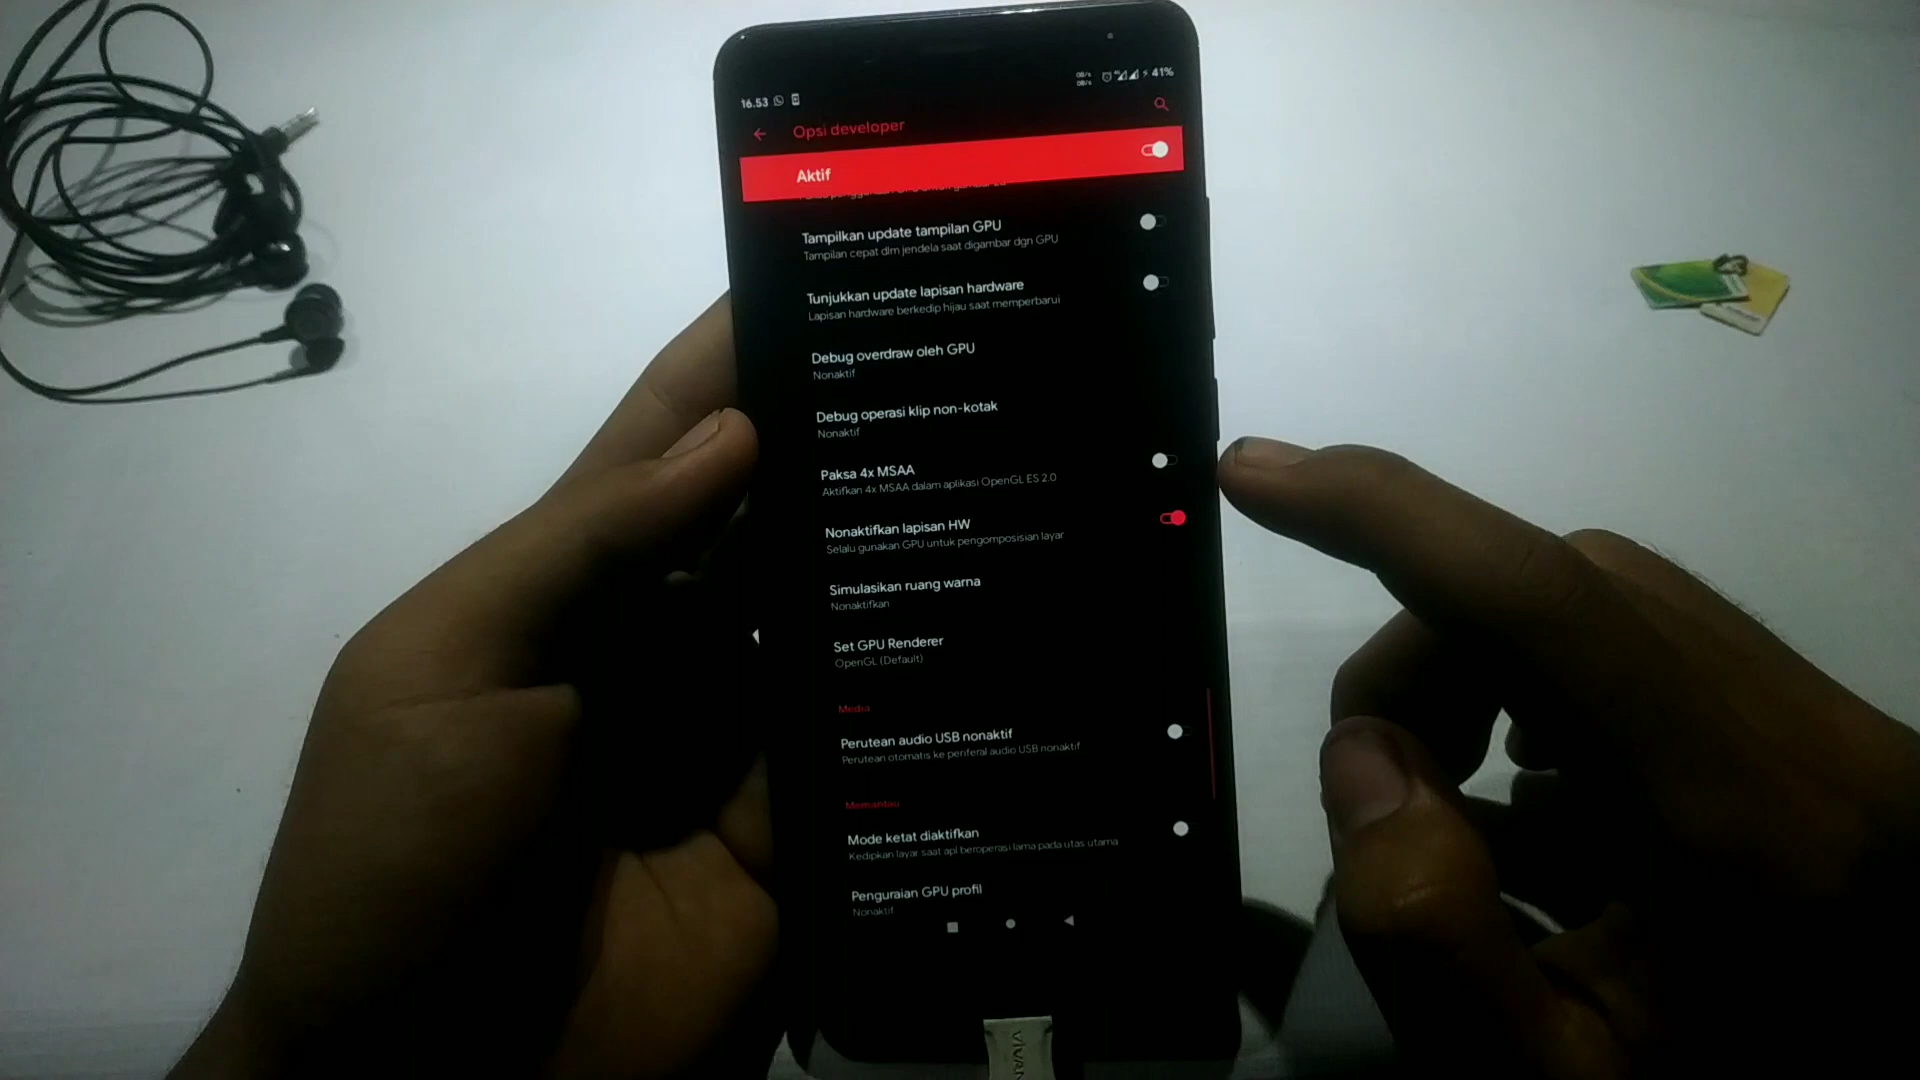 16.53
0B/s
0B/s
41%
Opsi developer
Aktif
Tampilkan update tampilan GPU
Tampilan cepat dlm jendela saat digambar dgn GPU
Tunjukkan update lapisan hardware
Lapisan hardware berkedip hijau saat memperbarui
Debug overdraw oleh GPU
Nonaktif
Debug operasi klip non-kotak
Nonaktif
Paksa 4x MSAA
Aktifkan 4x MSAA dalam aplikasi OpenGL ES 2.0
Nonaktifkan lapisan HW
Selalu gunakan GPU untuk pengomposisian layar
Simulasikan ruang warna
Nonaktifkan
Set GPU Renderer
OpenGL (Default)
Media
Perutean audio USB nonaktif
Perutean otomatis ke periferal audio USB nonaktif
Memantau
Mode ketat diaktifkan
Kedipkan layar saat apl beroperasi lama pada utas utama
Penguraian GPU profil
Nonaktif